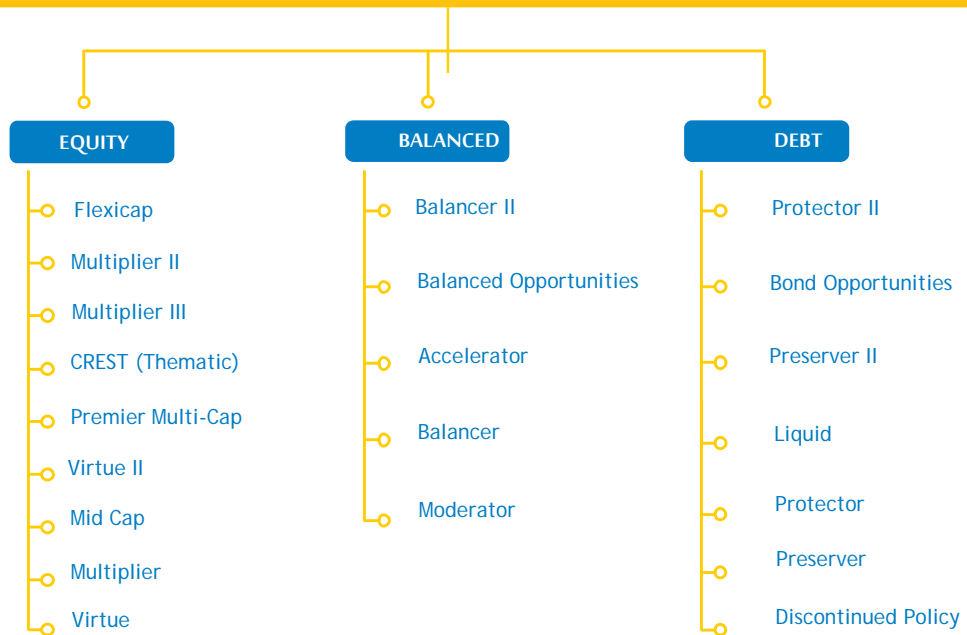 EQUITY
Flexicap
Multiplier II
Multiplier III
CREST (Thematic)
Premier Multi-Cap
Virtue II
Mid Cap
Multiplier
Virtue
BALANCED
Balancer II
Balanced Opportunities
Accelerator
Balancer
Moderator
DEBT
Protector II
Bond Opportunities
Preserver II
Liquid
Protector
Preserver
Discontinued Policy